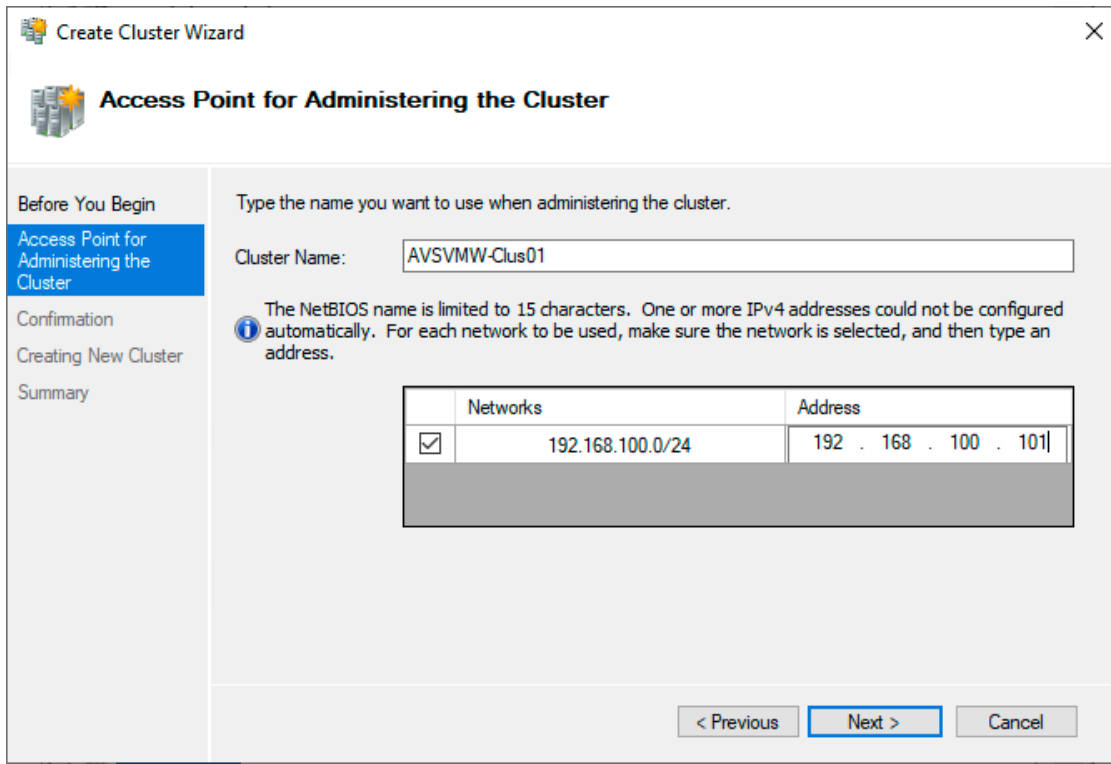 Create Cluster Wizard
Access Point for Administering the Cluster
Before You Begin
Access Point for
Administering the
Cluster
Confirmation
Creating New Cluster
Summary
Type the name you want to use when administering the cluster.
Cluster Name: AVSVMW-Clus01
The NetBIOS name is limited to 15 characters. One or more IPv4 addresses could not be configured
automatically. For each network to be used, make sure the network is selected, and then type an
address.
Networks Address
192.168.100.0/24 192 . 168 . 100 . 101
< Previous Next > Cancel